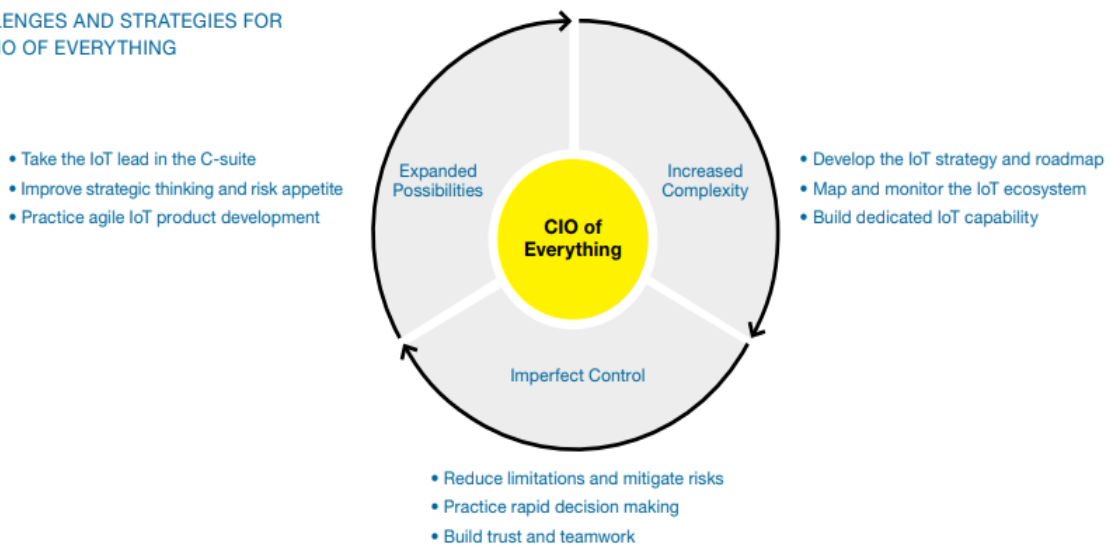 LENGES AND STRATEGIES FOR
IO OF EVERYTHING
• Take the IoT lead in the C-suite
• Improve strategic thinking and risk appetite
• Practice agile IoT product development
Expanded
Possibilities
Increased
Complexity
CIO of
Everything
Imperfect Control
• Develop the IoT strategy and roadmap
• Map and monitor the IoT ecosystem
• Build dedicated IoT capability
• Reduce limitations and mitigate risks
• Practice rapid decision making
• Build trust and teamwork